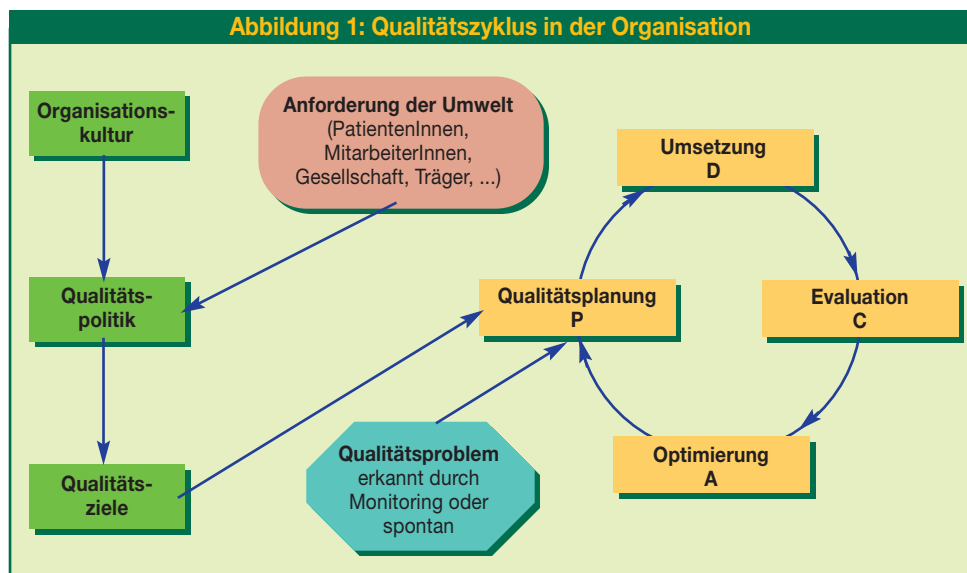 Abbildung 1: Qualitätszyklus in der Organisation
Organisations-
kultur
Anforderung der Umwelt
(PatientenInnen,
MitarbeiterInnen,
Gesellschaft, Träger, ...)
Umsetzung
D
Qualitäts-
politik
Qualitätsplanung
P
Evaluation
C
Qualitäts-
ziele
Qualitätsproblem
erkannt durch
Monitoring oder
spontan
Optimierung
A